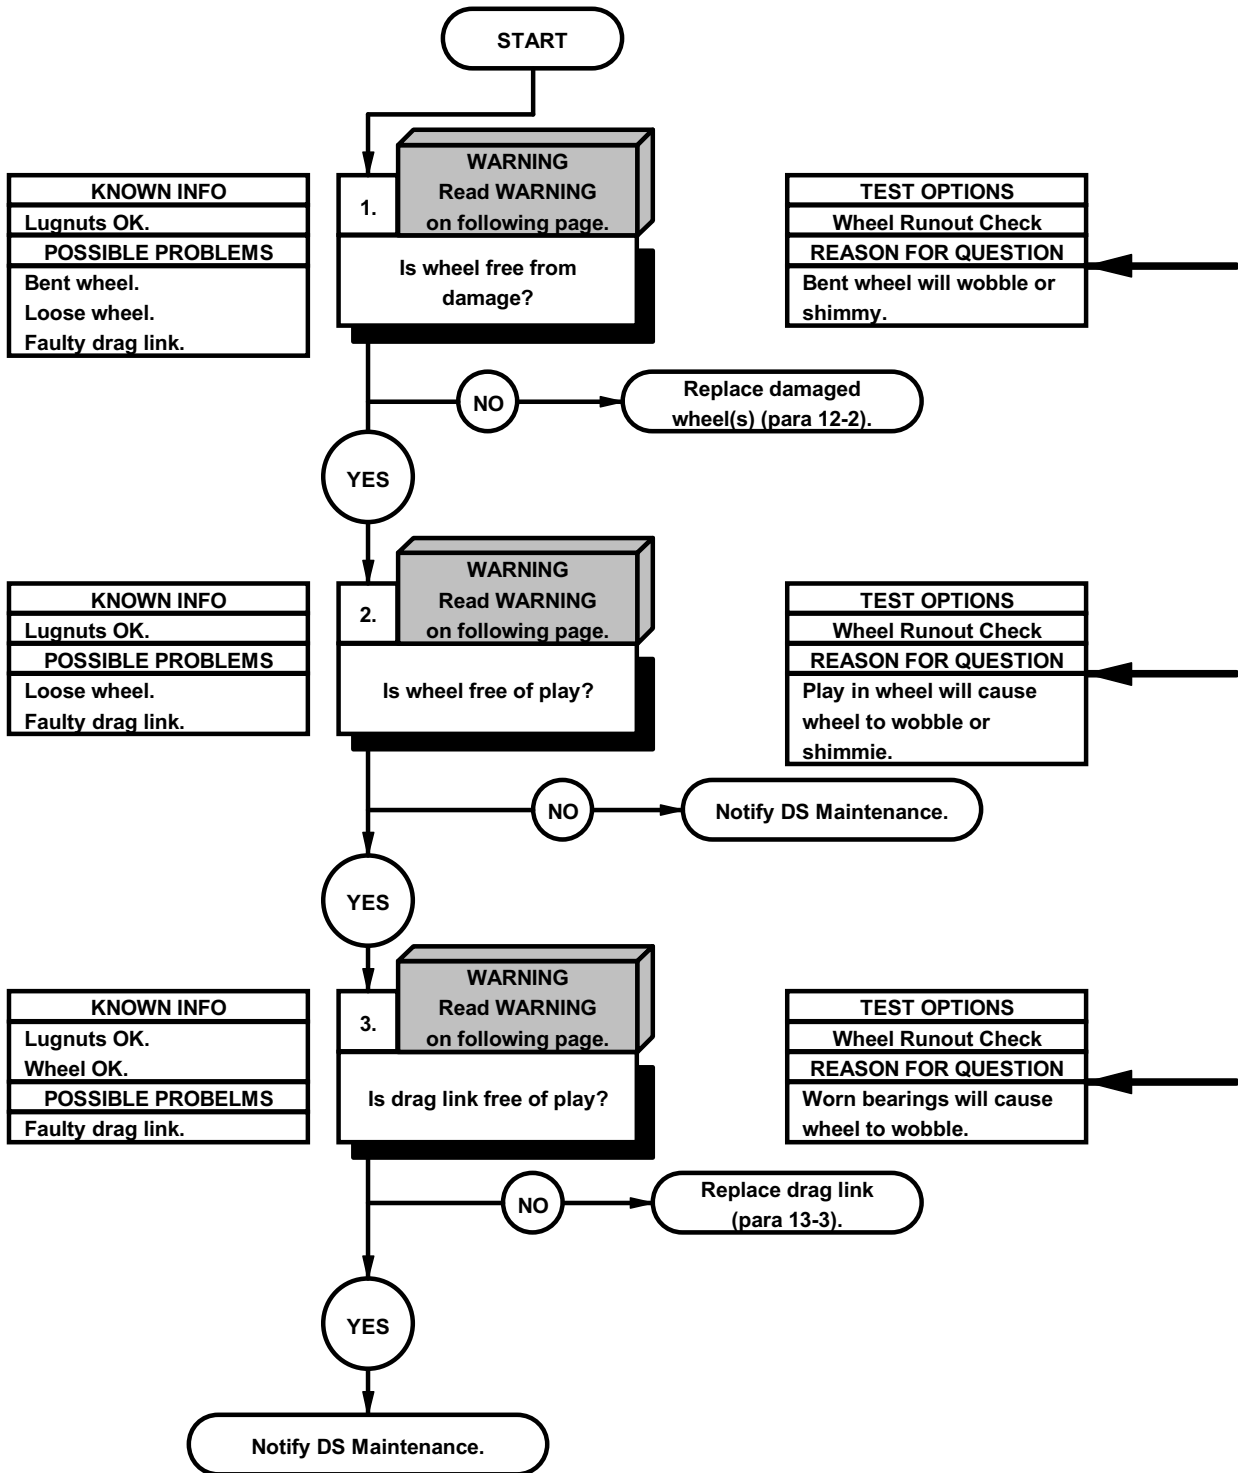 START
KNOWN INFO
Lugnuts OK.
POSSIBLE PROBLEMS
Bent wheel.
Loose wheel.
Faulty drag link.
1.
WARNING
Read WARNING
on following page.
Is wheel free from
damage?
TEST OPTIONS
Wheel Runout Check
REASON FOR QUESTION
Bent wheel will wobble or
shimmy.
NO
Replace damaged
wheel(s) (para 12-2).
YES
KNOWN INFO
Lugnuts OK.
POSSIBLE PROBLEMS
Loose wheel.
Faulty drag link.
2.
WARNING
Read WARNING
on following page.
Is wheel free of play?
TEST OPTIONS
Wheel Runout Check
REASON FOR QUESTION
Play in wheel will cause
wheel to wobble or
shimmie.
NO
Notify DS Maintenance.
YES
KNOWN INFO
Lugnuts OK.
Wheel OK.
POSSIBLE PROBELMS
Faulty drag link.
3.
WARNING
Read WARNING
on following page.
Is drag link free of play?
TEST OPTIONS
Wheel Runout Check
REASON FOR QUESTION
Worn bearings will cause
wheel to wobble.
NO
Replace drag link
(para 13-3).
YES
Notify DS Maintenance.